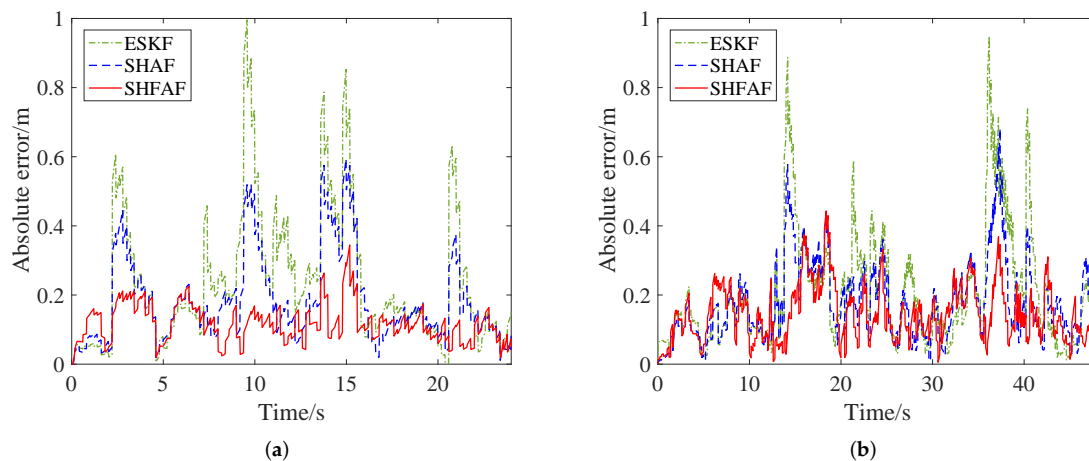 1
0.8
0.6
0.4
0.2
0
Absolute error/m
ESKF
SHAF
SHFAF
0 5 10 15 20
Time/s
(a)
1
0.8
0.6
0.4
0.2
0
Absolute error/m
ESKF
SHAF
SHFAF
0 10 20 30 40
Time/s
(b)